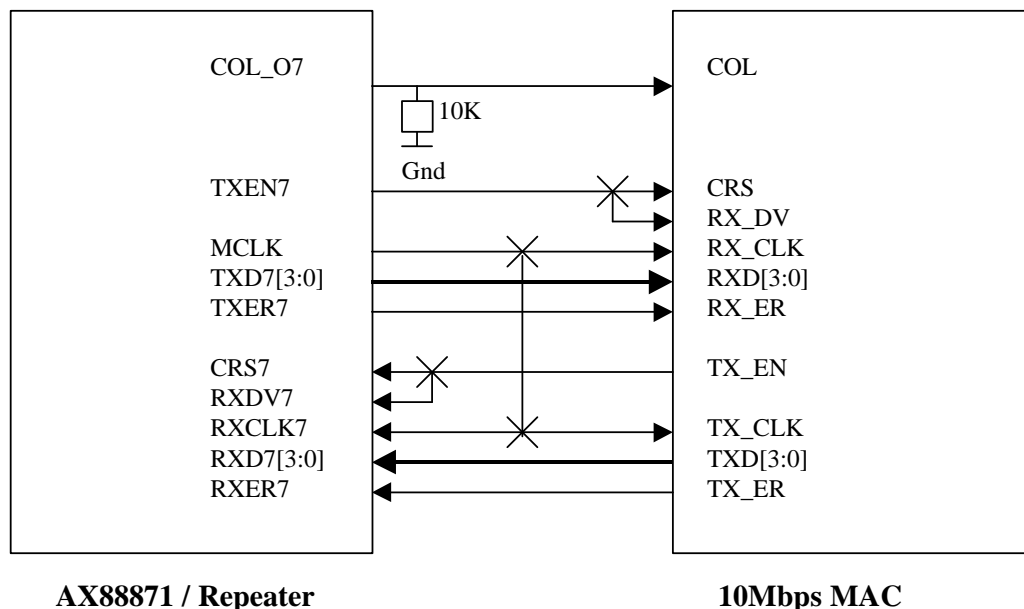 COL_O7 COL
10K
Gnd
TXEN7 CRS
RX_DV
MCLK RX_CLK
TXD7[3:0] RXD[3:0]
TXER7 RX_ER
CRS7 TX_EN
RXDV7
RXCLK7 TX_CLK
RXD7[3:0] TXD[3:0]
RXER7 TX_ER
AX88871 / Repeater 10Mbps MAC